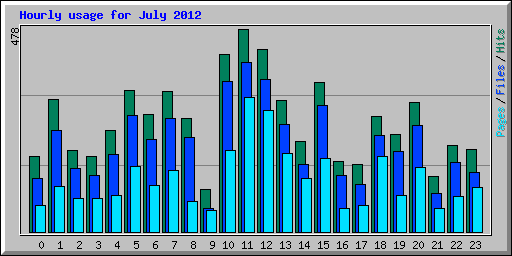 Hourly usage for July 2012
478
Pages/Files/Hits
0 1 2 3 4 5 6 7 8 9 10 11 12 13 14 15 16 17 18 19 20 21 22 23